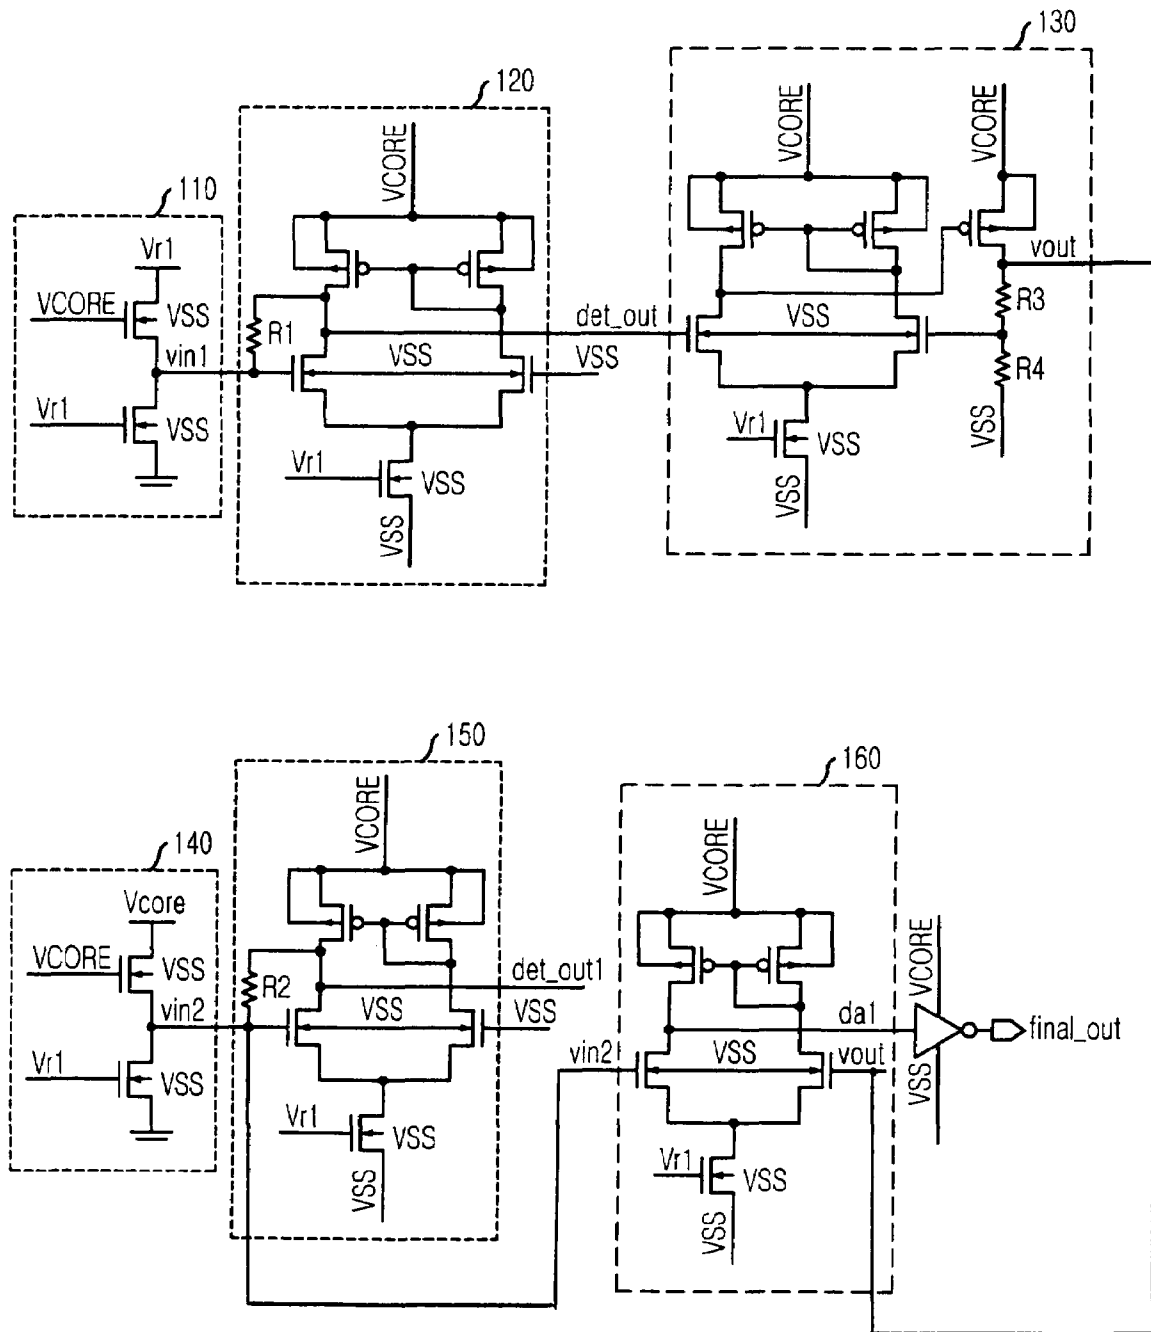 130
120
VCORE
VCORE
VCORE
110
Vr1
VCORE
VSS
R1
vin1
VSS
VSS
det_out
VSS
vout
R3
R4
VSS
Vr1
VSS
Vr1
VSS
VSS
Vr1
VSS
VSS
150
VCORE
160
VCORE
140
Vcore
VCORE
VSS
R2
vin2
VSS
det_out1
VSS
VCORE
da1
final_out
VSS
vin2
VSS
vout
Vr1
VSS
Vr1
VSS
VSS
Vr1
VSS
VSS